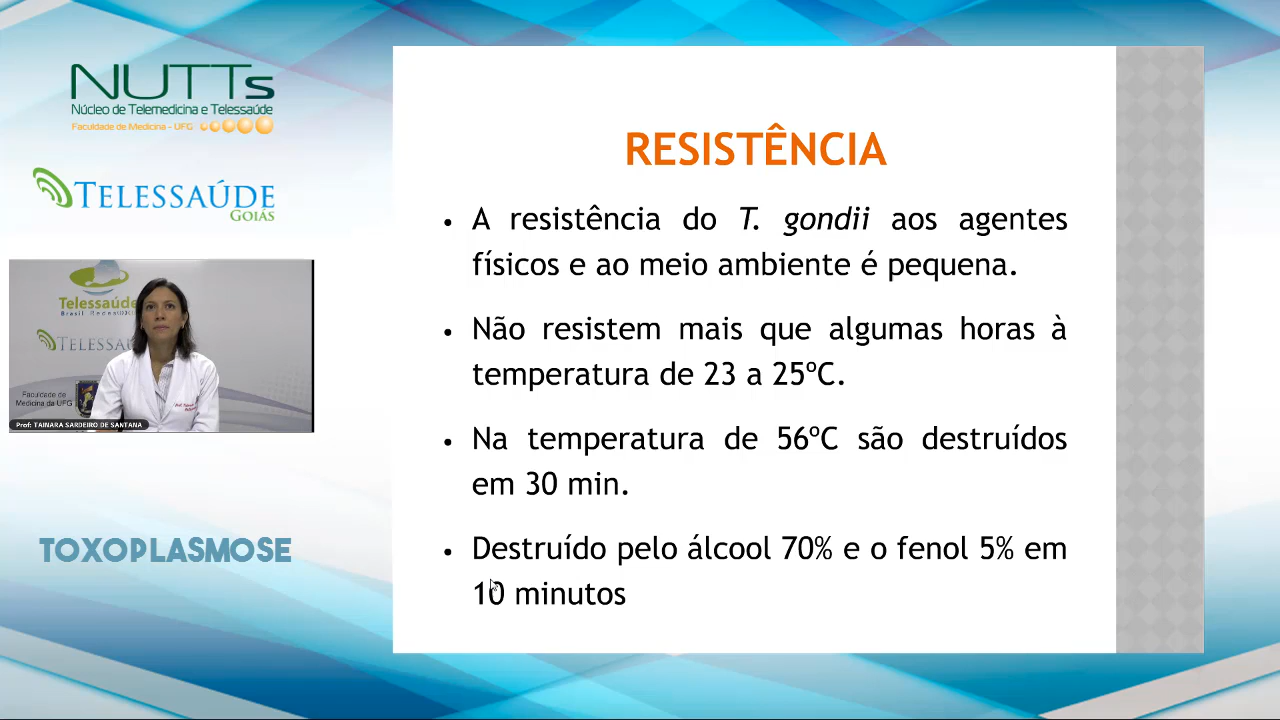 NUTTs
Núcleo de Telemedicina e Telessaúde
Faculdade de Medicina - UFG
TELESSAÚDE
GOIÁS
Telessaúde
TELESSA
Faculdade de
Medicina da UFG
Prof: TAINARA SARDEIRO DE SANTANA
TOXOPLASMOSE
RESISTÊNCIA
• A resistência do T. gondii aos agentes
físicos e ao meio ambiente é pequena.
• Não resistem mais que algumas horas à
temperatura de 23 a 25ºC.
• Na temperatura de 56ºC são destruídos
em 30 min.
• Destruído pelo álcool 70% e o fenol 5% em
10 minutos